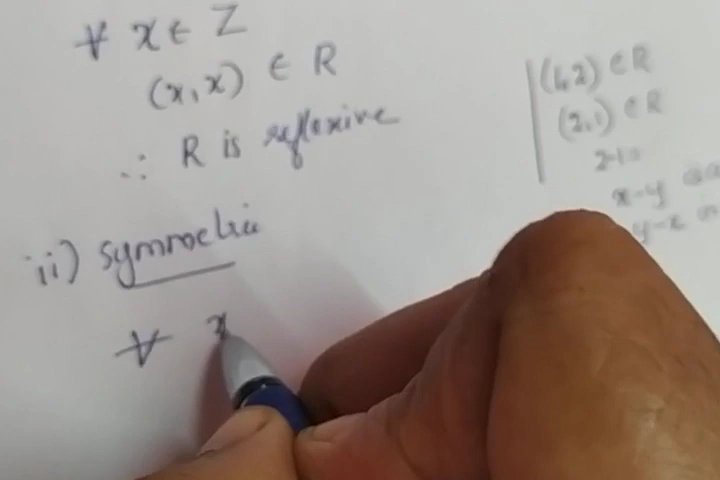 ∀ x ∈ Z
(x, x) ∈ R
∴ R is reflexive
ii) Symmetric
∀ x
(1,2) ∈ R
(2,1) ∈ R
2-1=
x-y
y-x